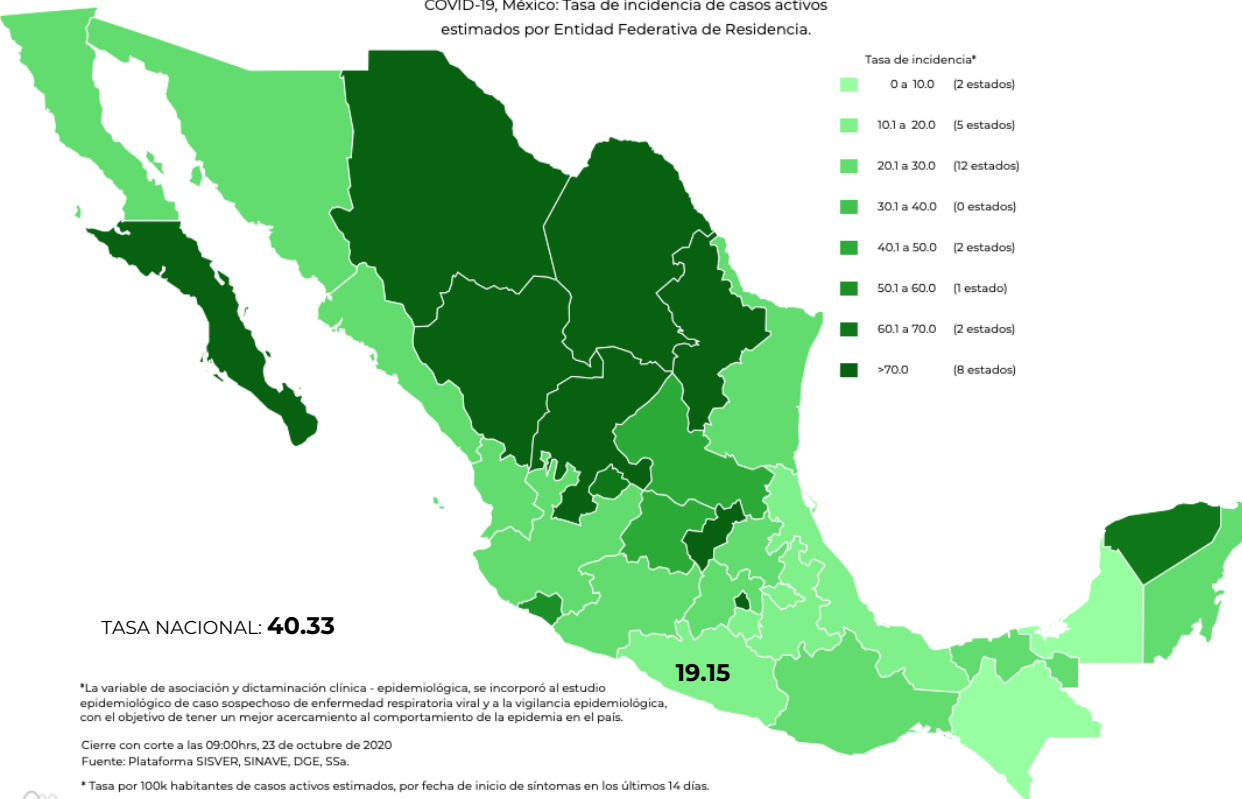 COVID-19, México: Tasa de incidencia de casos activos
estimados por Entidad Federativa de Residencia.
Tasa de incidencia*
0 a 10.0 (2 estados)
10.1 a 20.0 (5 estados)
20.1 a 30.0 (12 estados)
30.1 a 40.0 (0 estados)
40.1 a 50.0 (2 estados)
50.1 a 60.0 (1 estado)
60.1 a 70.0 (2 estados)
>70.0 (8 estados)
TASA NACIONAL: 40.33
19.15
*La variable de asociación y dictaminación clínica - epidemiológica, se incorporó al estudio
epidemiológico de caso sospechoso de enfermedad respiratoria viral y a la vigilancia epidemiológica,
con el objetivo de tener un mejor acercamiento al comportamiento de la epidemia en el país.
Cierre con corte a las 09:00hrs, 23 de octubre de 2020
Fuente: Plataforma SISVER, SINAVE, DGE, SSa.
* Tasa por 100k habitantes de casos activos estimados, por fecha de inicio de síntomas en los últimos 14 días.